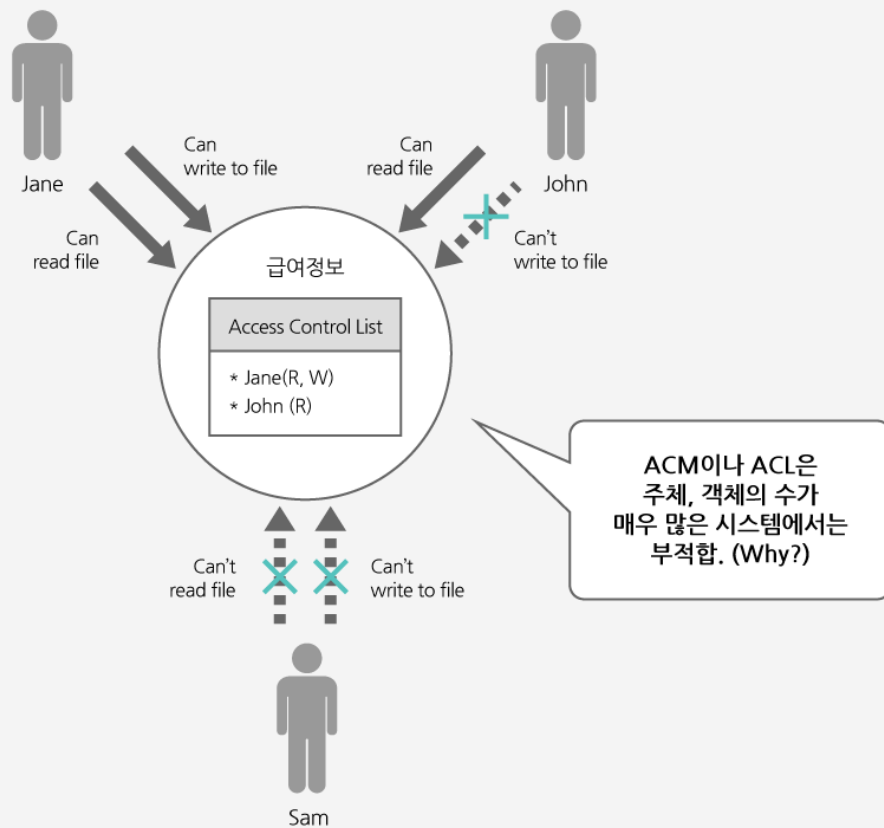 Jane
John
Can
write to file
Can
read file
Can
read file
Can't
write to file
급여정보
Access Control List
* Jane(R, W)
* John (R)
ACM이나 ACL은
주체, 객체의 수가
매우 많은 시스템에서는
부적합. (Why?)
Can't
read file
Can't
write to file
Sam